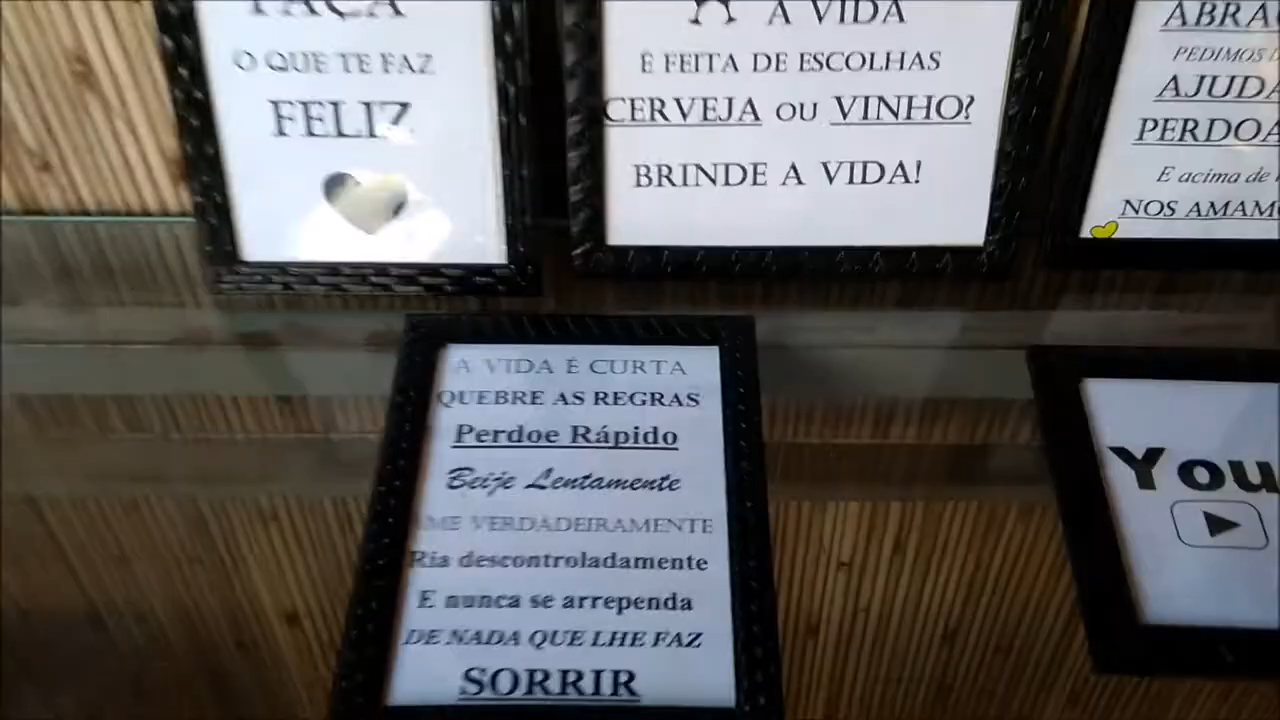 FAÇA
O QUE TE FAZ
FELIZ
A VIDA
É FEITA DE ESCOLHAS
CERVEJA OU VINHO?
BRINDE A VIDA!
PEDIMOS
E acima de
A VIDA É CURTA
QUEBRE AS REGRAS
Perdoe Rápido
Beije Lentamente
AME VERDADEIRAMENTE
Ria descontroladamente
E nunca se arrependa
DE NADA QUE LHE FAZ
SORRIR
You